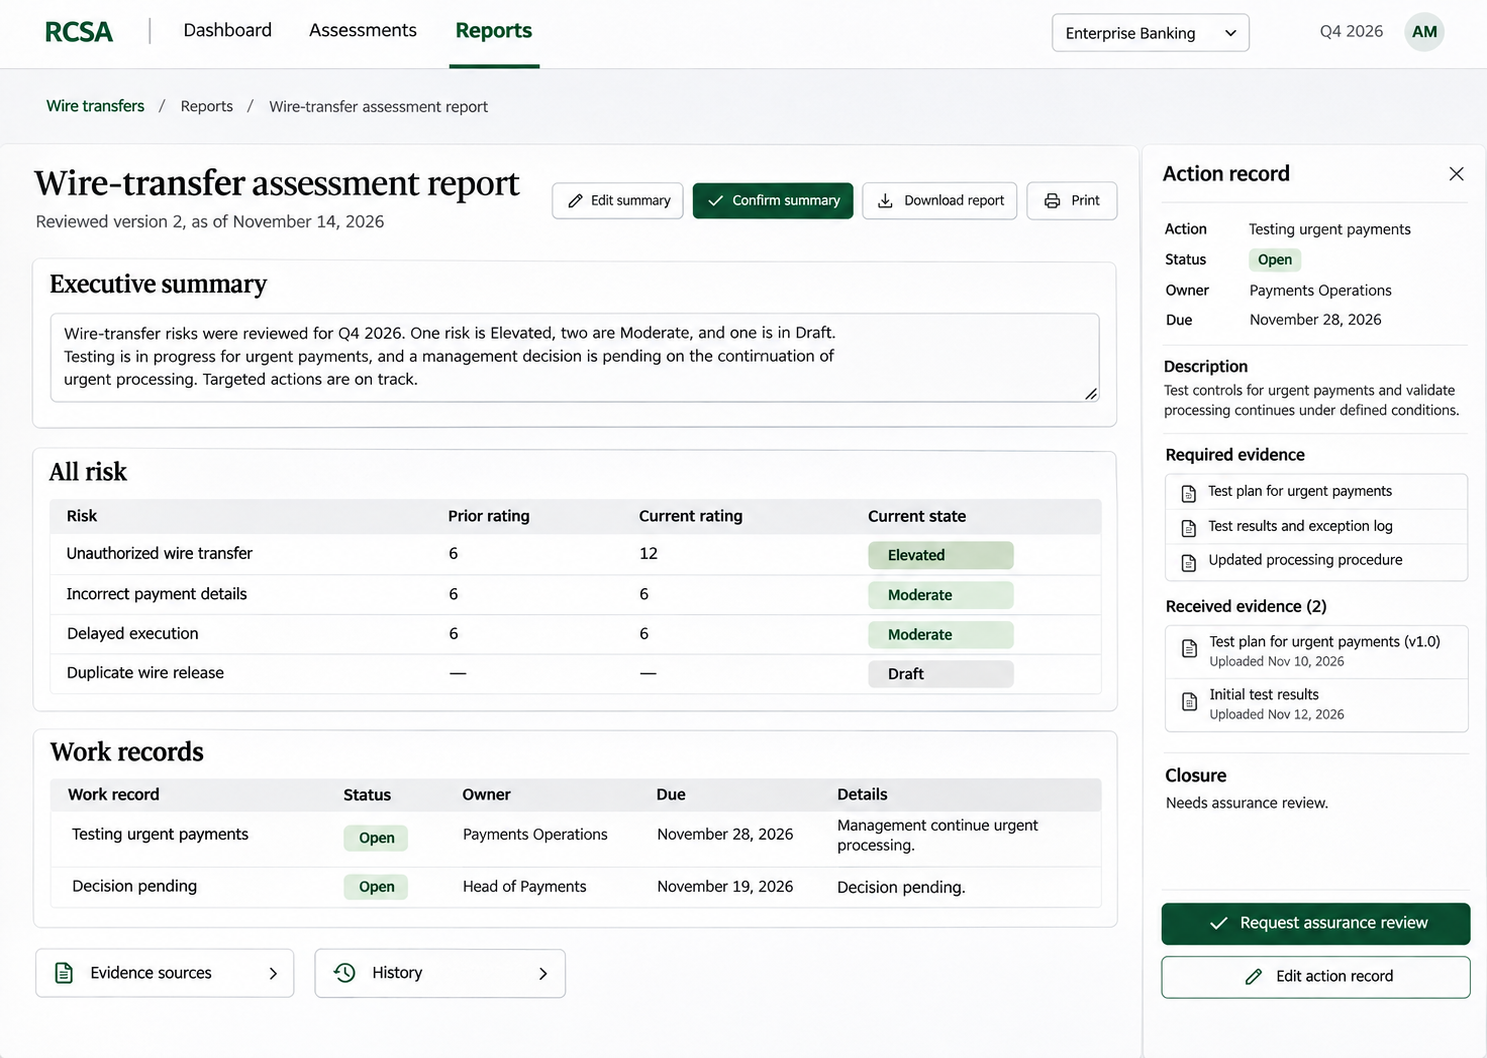 RCSA
Dashboard
Assessments
Reports
Enterprise Banking
Q4 2026
AM
Wire transfers / Reports / Wire-transfer assessment report
Wire-transfer assessment report
Reviewed version 2, as of November 14, 2026
Edit summary
Confirm summary
Download report
Print
Executive summary
Wire-transfer risks were reviewed for Q4 2026. One risk is Elevated, two are Moderate, and one is in Draft.
Testing is in progress for urgent payments, and a management decision is pending on the contirnuation of
urgent processing. Targeted actions are on track.
All risk
Risk Prior rating Current rating Current state
Unauthorized wire transfer 6 12 Elevated
Incorrect payment details 6 6 Moderate
Delayed execution 6 6 Moderate
Duplicate wire release — — Draft
Work records
Work record Status Owner Due Details
Testing urgent payments Open Payments Operations November 28, 2026 Management continue urgent
processing.
Decision pending Open Head of Payments November 19, 2026 Decision pending.
Evidence sources
History
Action record
Action Testing urgent payments
Status Open
Owner Payments Operations
Due November 28, 2026
Description
Test controls for urgent payments and validate
processing continues under defined conditions.
Required evidence
Test plan for urgent payments
Test results and exception log
Updated processing procedure
Received evidence (2)
Test plan for urgent payments (v1.0)
Uploaded Nov 10, 2026
Initial test results
Uploaded Nov 12, 2026
Closure
Needs assurance review.
Request assurance review
Edit action record